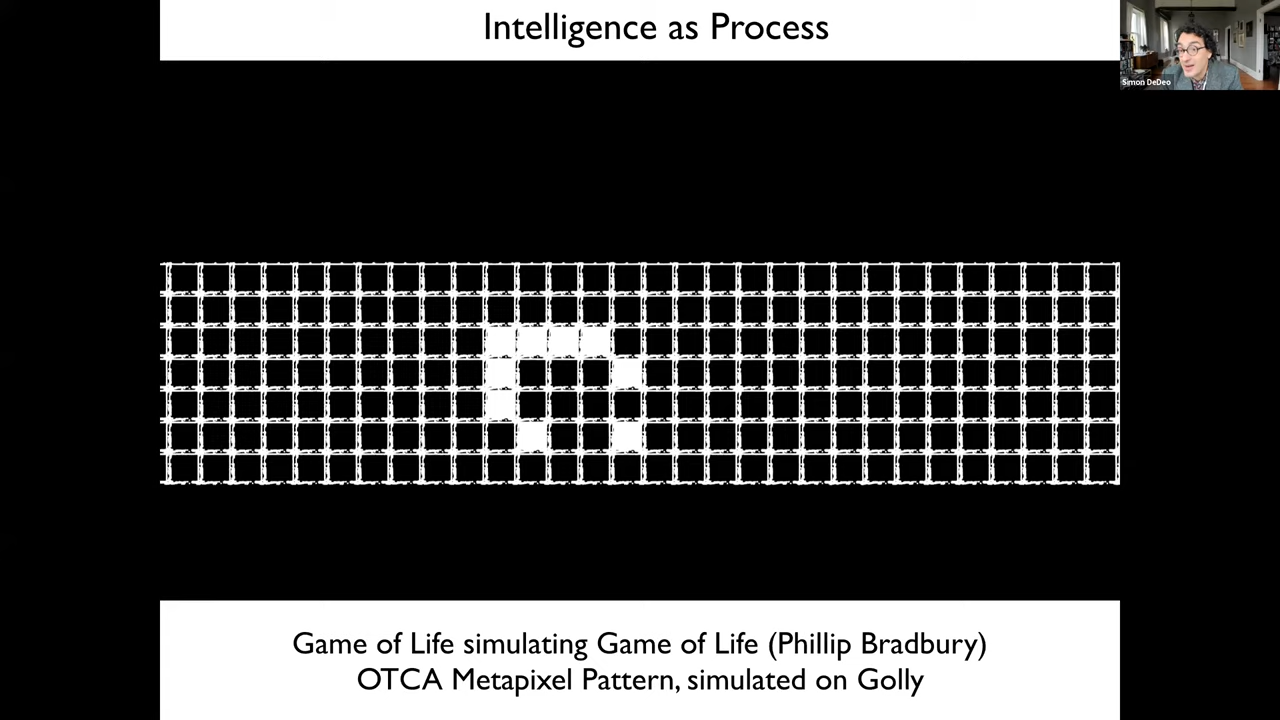 Intelligence as Process
Simon DeDeo
Game of Life simulating Game of Life (Phillip Bradbury)
OTCA Metapixel Pattern, simulated on Golly